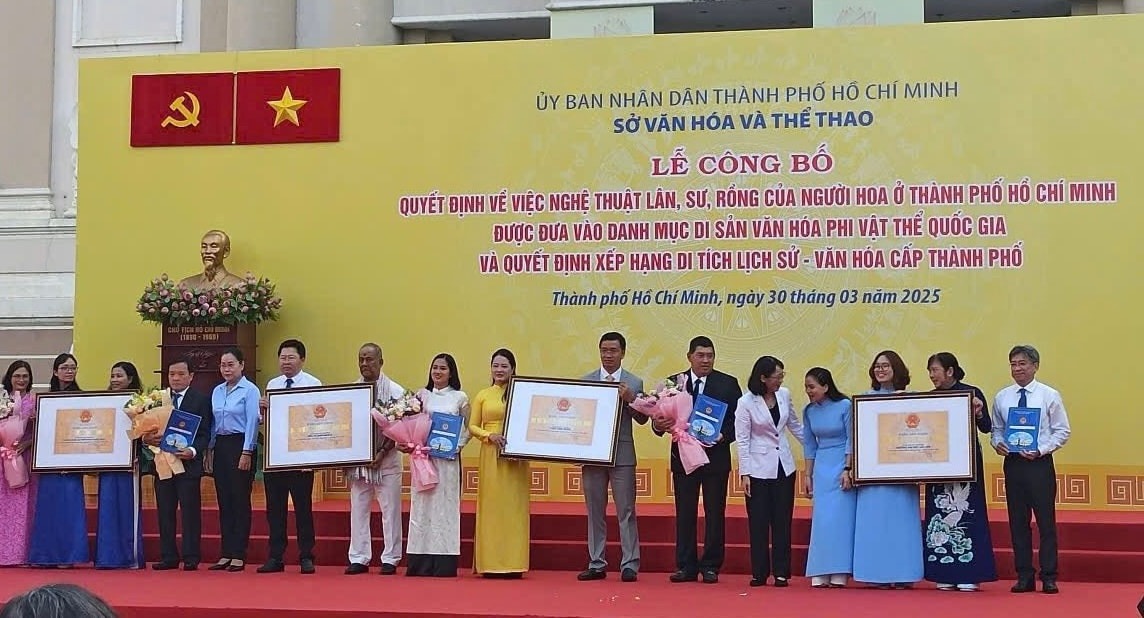 ỦY BAN NHÂN DÂN THÀNH PHỐ HỒ CHÍ MINH
SỞ VĂN HÓA VÀ THỂ THAO
LỄ CÔNG BỐ
QUYẾT ĐỊNH VỀ VIỆC NGHỆ THUẬT LÂN, SƯ, RỒNG CỦA NGƯỜI HOA Ở THÀNH PHỐ HỒ CHÍ MINH
ĐƯỢC ĐƯA VÀO DANH MỤC DI SẢN VĂN HÓA PHI VẬT THỂ QUỐC GIA
VÀ QUYẾT ĐỊNH XẾP HẠNG DI TÍCH LỊCH SỬ - VĂN HÓA CẤP THÀNH PHỐ
Thành phố Hồ Chí Minh, ngày 30 tháng 03 năm 2025
CHỦ TỊCH HỒ CHÍ MINH
(1890 - 1969)